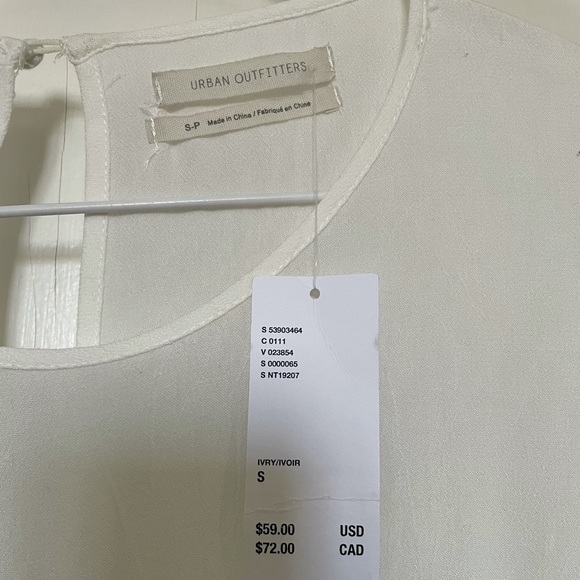 URBAN OUTFITTERS
S-P Made in China / Fabriqué en Chine
S 53903464
C 0111
V 023854
S 0000065
S NT19207
IVRY/IVOIR
S
$59.00 USD
$72.00 CAD